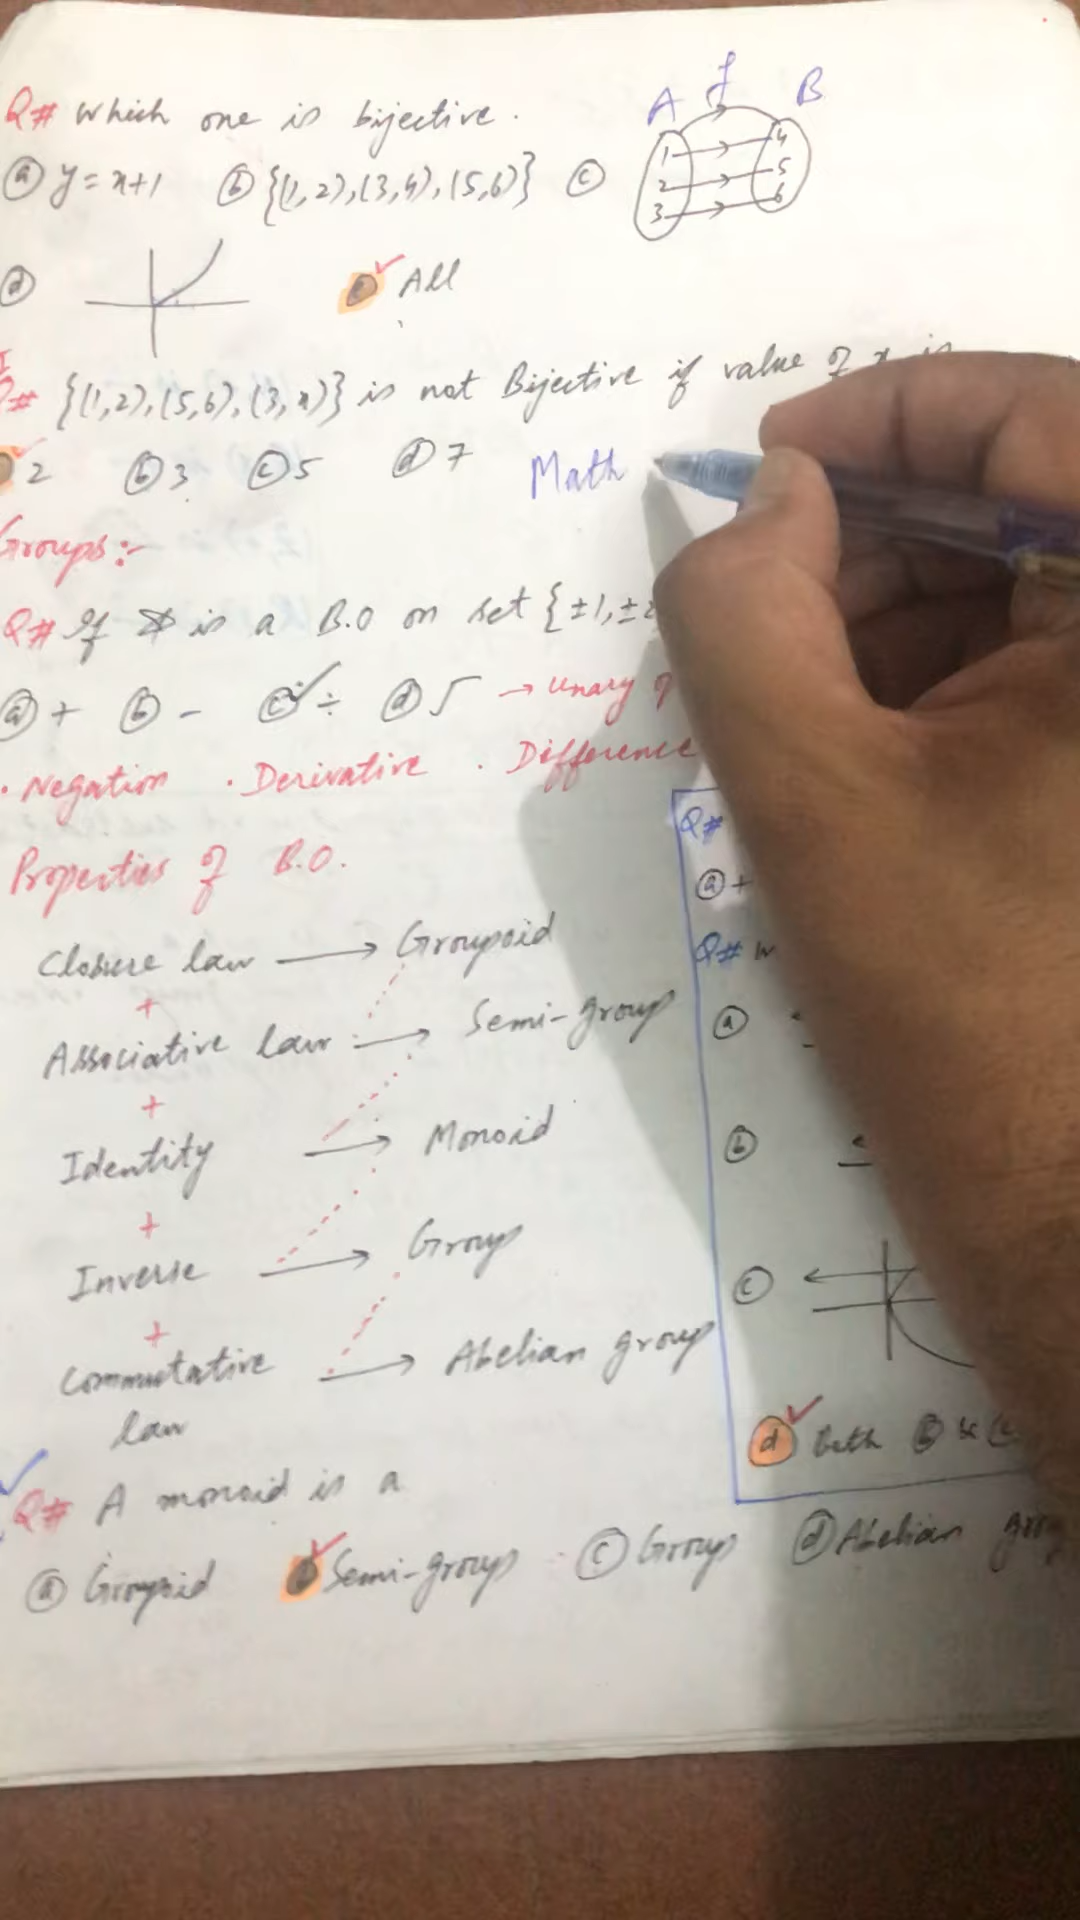 Q# Which one is bijective.
A f B
ⓐ y = x+1 ⓑ {(1,2),(3,4),(5,6)} ⓒ
1 4
2 5
3 6
ⓓ ⓔ All
{(1,2),(5,6),(3,x)} is not Bijective if value of x is
2 ⓑ 3 ⓒ 5 ⓓ 7 Math
Groups:-
Q# If * is a B.O on set {±1,±2
ⓐ + ⓑ - ⓒ ÷ ⓓ √ → unary
• Negation • Derivative • Difference
Properties of B.O.
Closure law → Groupoid
+
Associative law → Semi-group
+
Identity → Monoid
+
Inverse → Group
+
Commutative law → Abelian group
Q#
ⓐ +
Q#
ⓐ
ⓑ
ⓒ
ⓓ Both ⓑ & ⓒ
Q# A monoid is a
ⓐ Groupoid ⓑ Semi-group ⓒ Group ⓓ Abelian